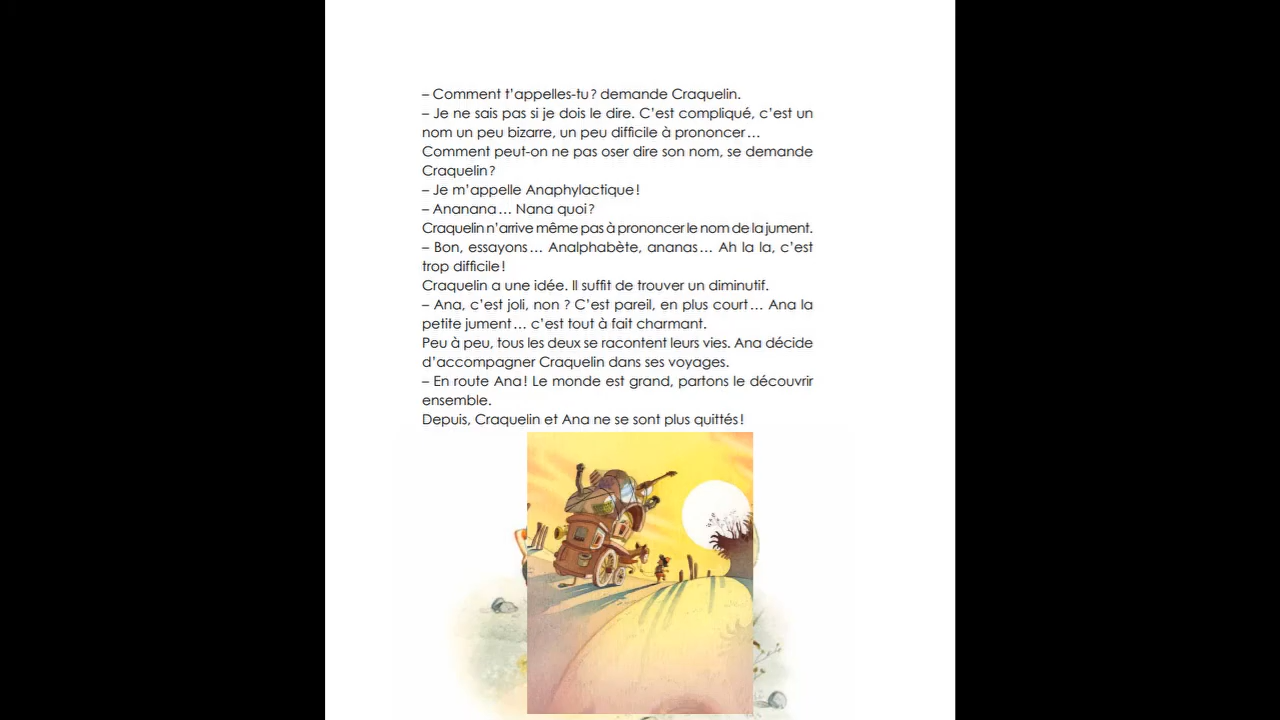 – Comment t'appelles-tu ? demande Craquelin.
– Je ne sais pas si je dois le dire. C'est compliqué, c'est un
nom un peu bizarre, un peu difficile à prononcer…
Comment peut-on ne pas oser dire son nom, se demande
Craquelin ?
– Je m'appelle Anaphylactique !
– Ananana… Nana quoi ?
Craquelin n'arrive même pas à prononcer le nom de la jument.
– Bon, essayons… Analphabète, ananas… Ah la la, c'est
trop difficile !
Craquelin a une idée. Il suffit de trouver un diminutif.
– Ana, c'est joli, non ? C'est pareil, en plus court… Ana la
petite jument… c'est tout à fait charmant.
Peu à peu, tous les deux se racontent leurs vies. Ana décide
d'accompagner Craquelin dans ses voyages.
– En route Ana ! Le monde est grand, partons le découvrir
ensemble.
Depuis, Craquelin et Ana ne se sont plus quittés !